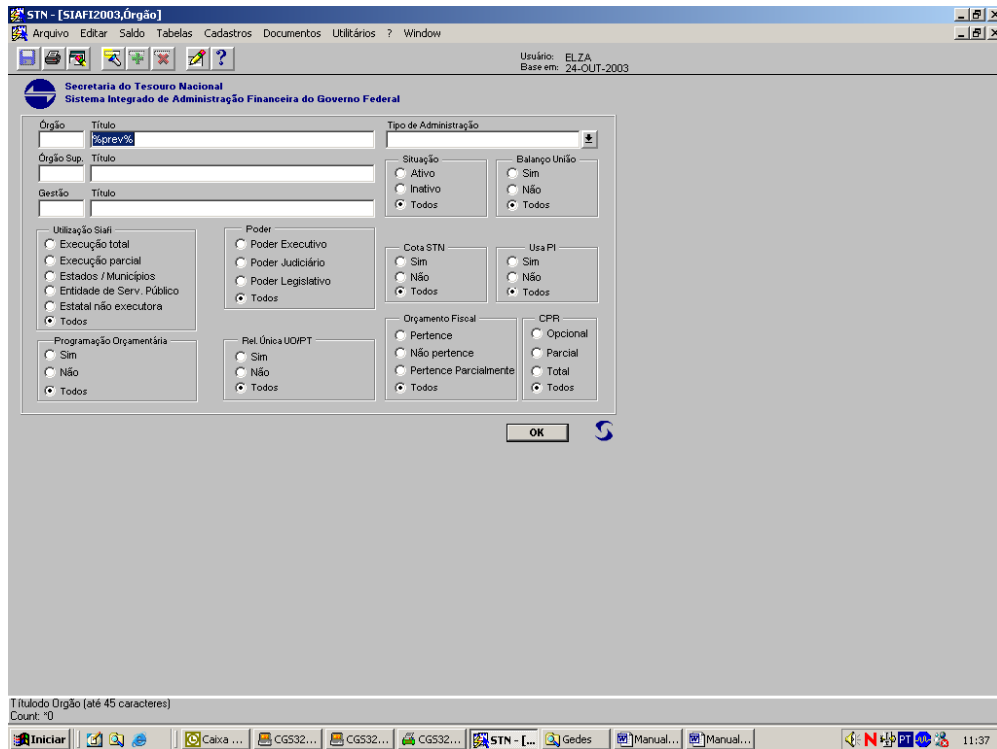 STN - [SIAFI2003,Órgão]
Arquivo Editar Saldo Tabelas Cadastros Documentos Utilitários ? Window
Usuário: ELZA
Base em: 24-OUT-2003
Secretaria do Tesouro Nacional
Sistema Integrado de Administração Financeira do Governo Federal
Órgão Título Tipo de Administração
%prev%
Órgão Sup. Título
Gestão Título
Situação
Ativo
Inativo
Todos
Balanço União
Sim
Não
Todos
Utilização Siafi
Execução total
Execução parcial
Estados / Municípios
Entidade de Serv. Público
Estatal não executora
Todos
Poder
Poder Executivo
Poder Judiciário
Poder Legislativo
Todos
Cota STN
Sim
Não
Todos
Usa PI
Sim
Não
Todos
Programação Orçamentária
Sim
Não
Todos
Rel. Única UO/PT
Sim
Não
Todos
Orçamento Fiscal
Pertence
Não pertence
Pertence Parcialmente
Todos
CPR
Opcional
Parcial
Total
Todos
OK
Títulodo Orgão (até 45 caracteres)
Count: *0
Iniciar Caixa ... CG532... CG532... CG532... STN - [... Gedes Manual... Manual... N PT 11:37